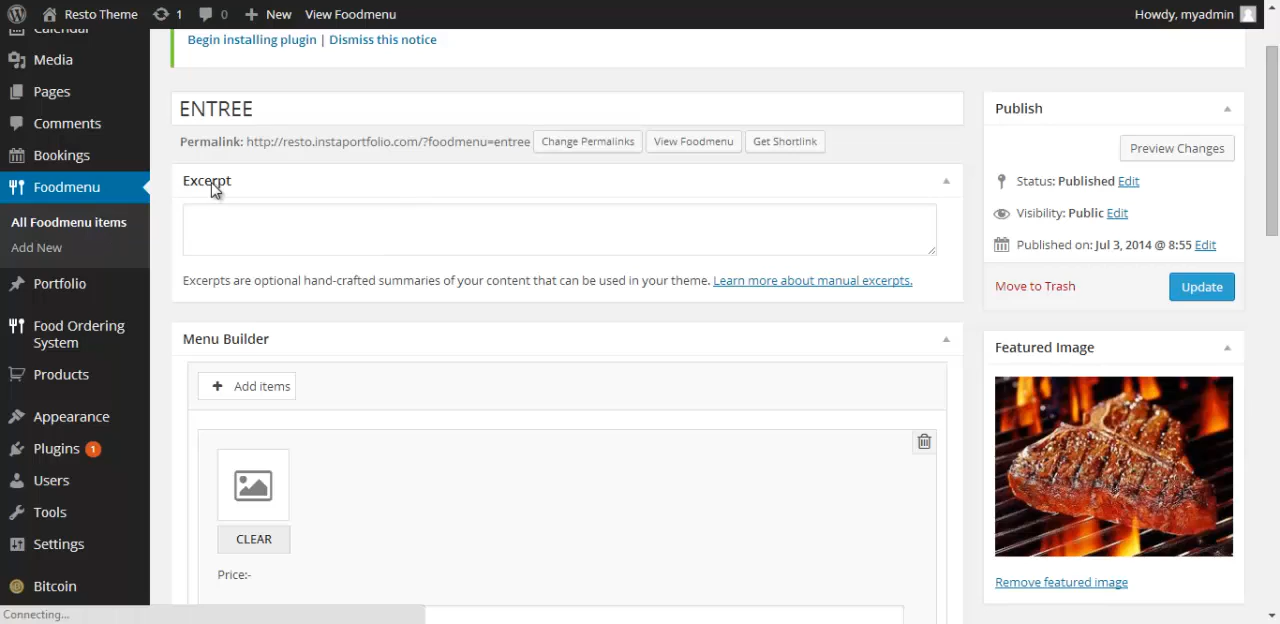 Resto Theme 1 0 New View Foodmenu Howdy, myadmin
Calendar
Media
Pages
Comments
Bookings
Foodmenu
All Foodmenu items
Add New
Portfolio
Food Ordering
System
Products
Appearance
Plugins 1
Users
Tools
Settings
Bitcoin
Connecting...
Begin installing plugin | Dismiss this notice
ENTREE
Permalink: http://resto.instaportfolio.com/?foodmenu=entree Change Permalinks View Foodmenu Get Shortlink
Excerpt
Excerpts are optional hand-crafted summaries of your content that can be used in your theme. Learn more about manual excerpts.
Menu Builder
Add items
CLEAR
Price:-
Publish
Preview Changes
Status: Published Edit
Visibility: Public Edit
Published on: Jul 3, 2014 @ 8:55 Edit
Move to Trash Update
Featured Image
Remove featured image